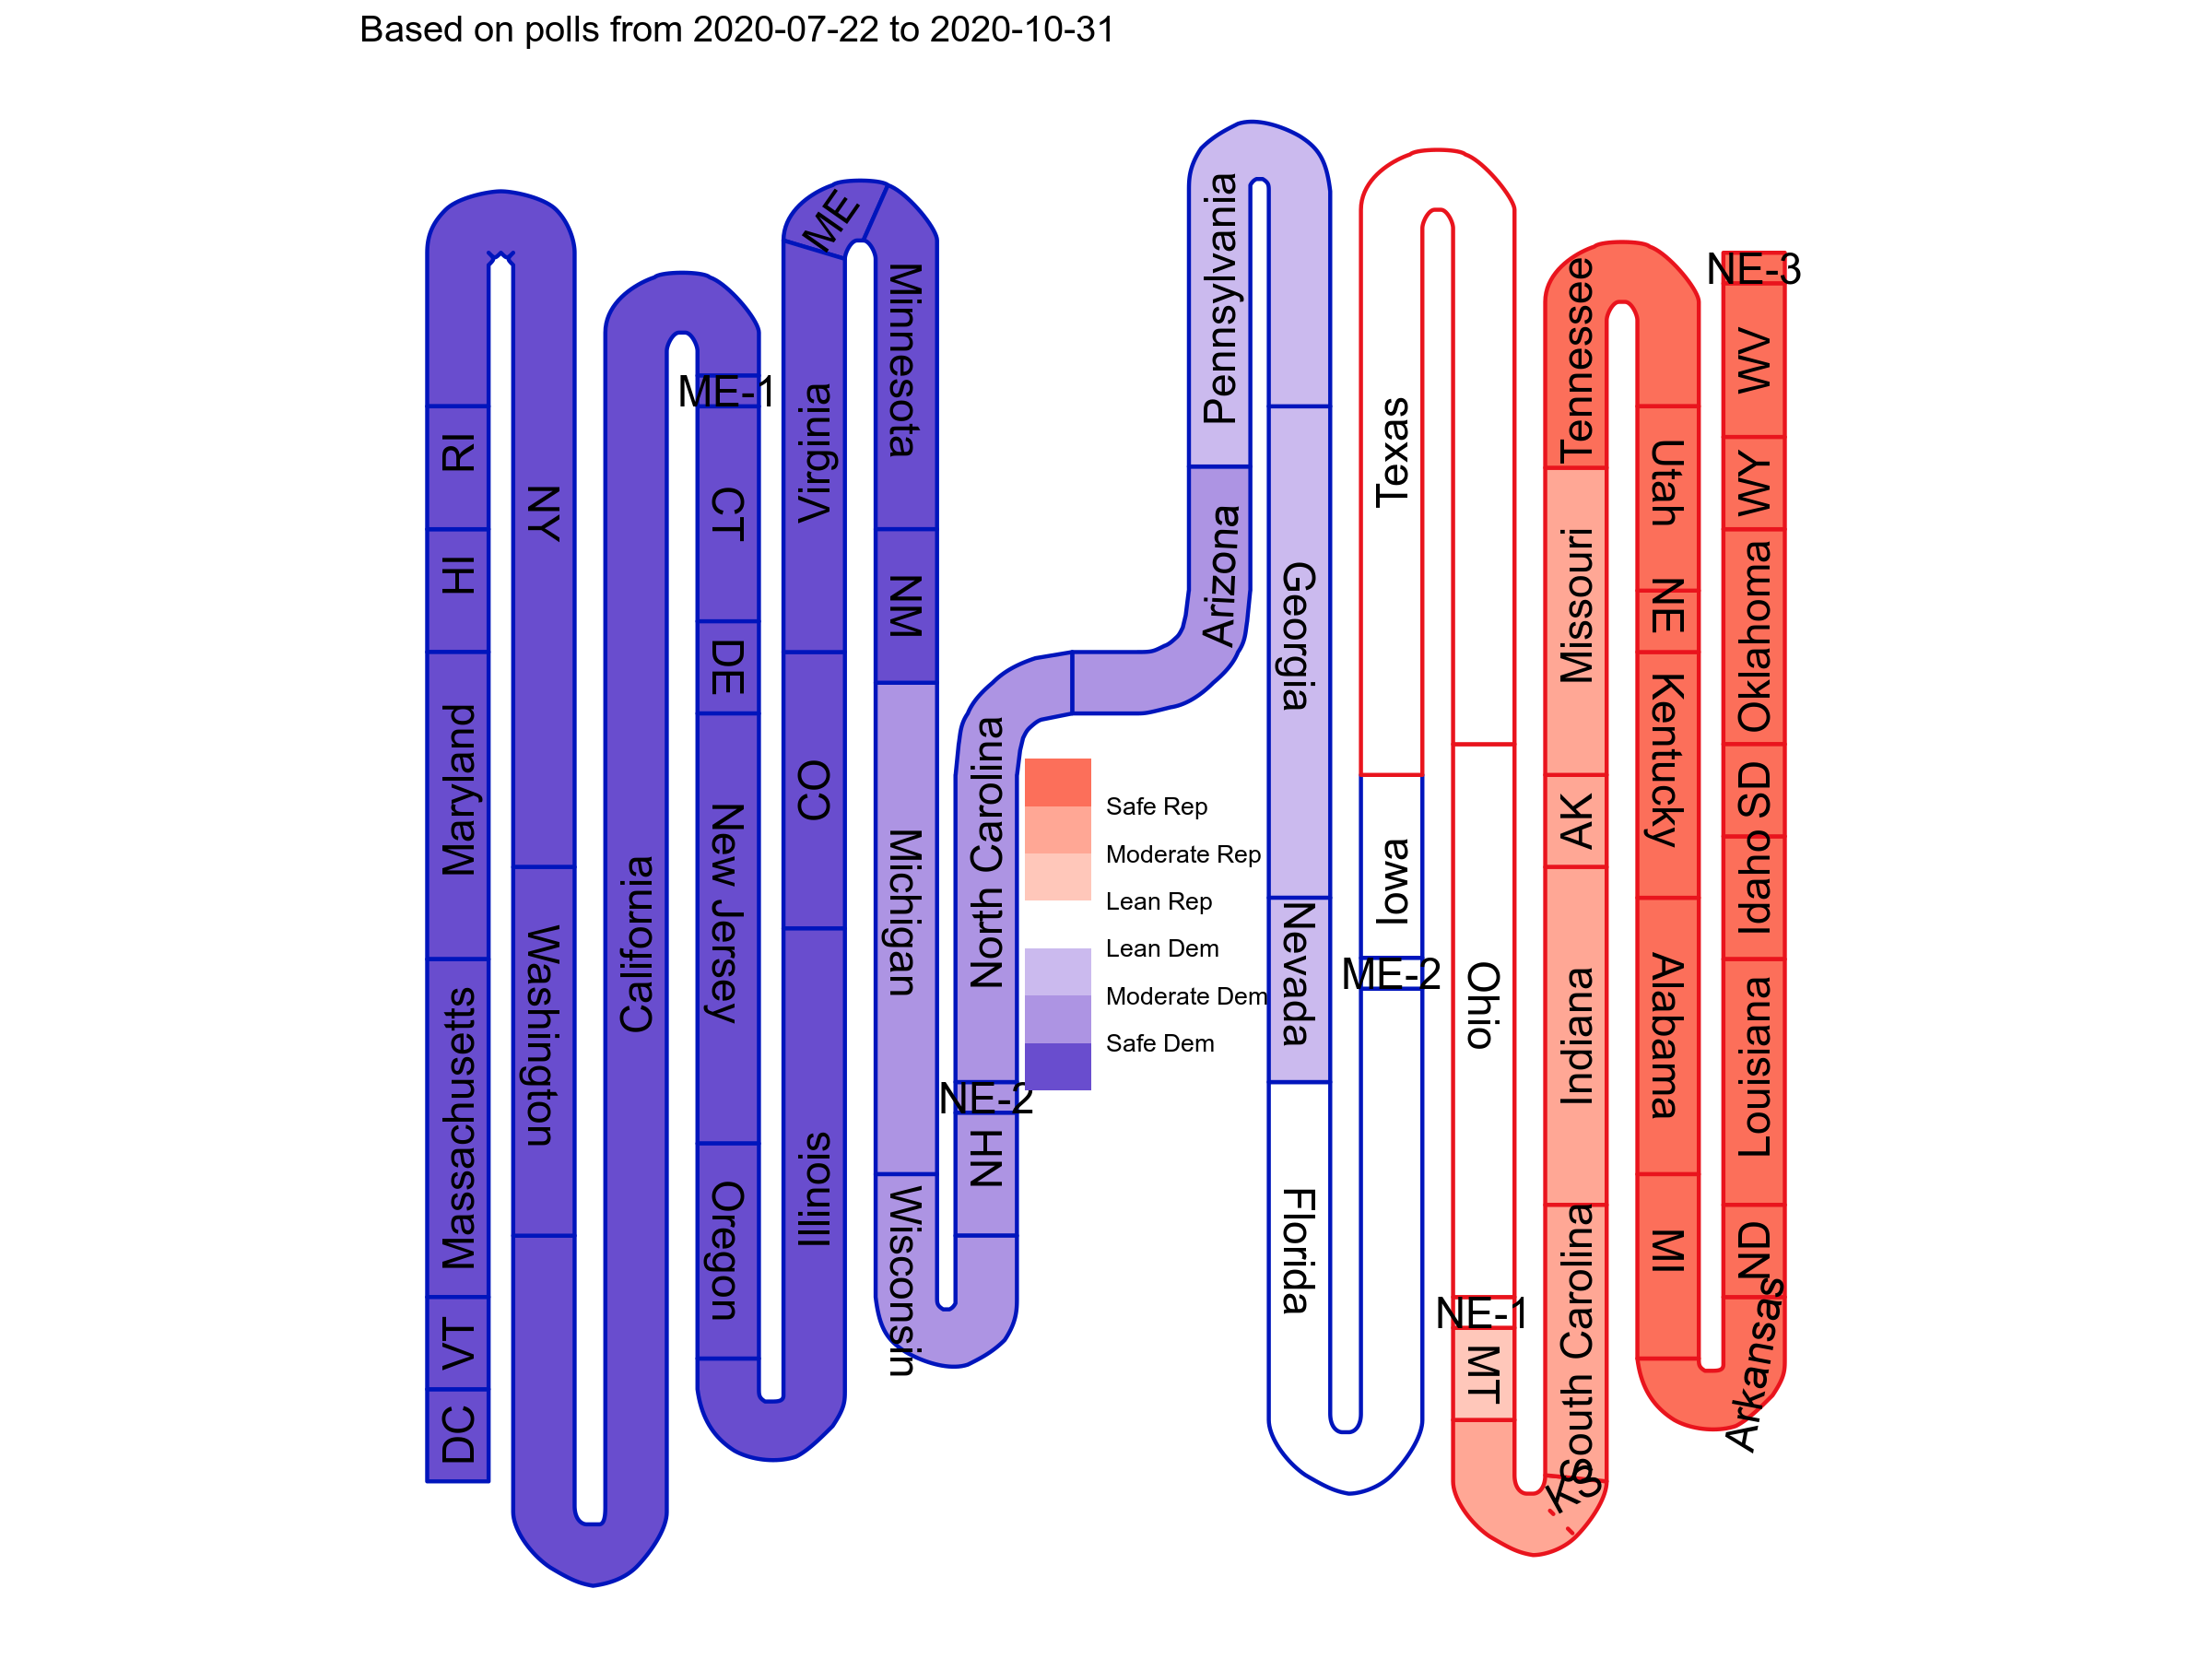 Based on polls from 2020-07-22 to 2020-10-31
DC
VT
Massachusetts
Maryland
HI
RI
NY
Washington
California
ME-1
CT
DE
New Jersey
Oregon
Illinois
CO
Virginia
ME
Minnesota
NM
Michigan
Wisconsin
NH
NE-2
North Carolina
Arizona
Pennsylvania
Georgia
Nevada
Florida
ME-2
Iowa
Texas
Ohio
NE-1
MT
KS
South Carolina
Indiana
AK
Missouri
Tennessee
Utah
NE
Kentucky
Alabama
MI
Arkansas
ND
Louisiana
Idaho
SD
Oklahoma
WY
WV
NE-3
Safe Rep
Moderate Rep
Lean Rep
Lean Dem
Moderate Dem
Safe Dem